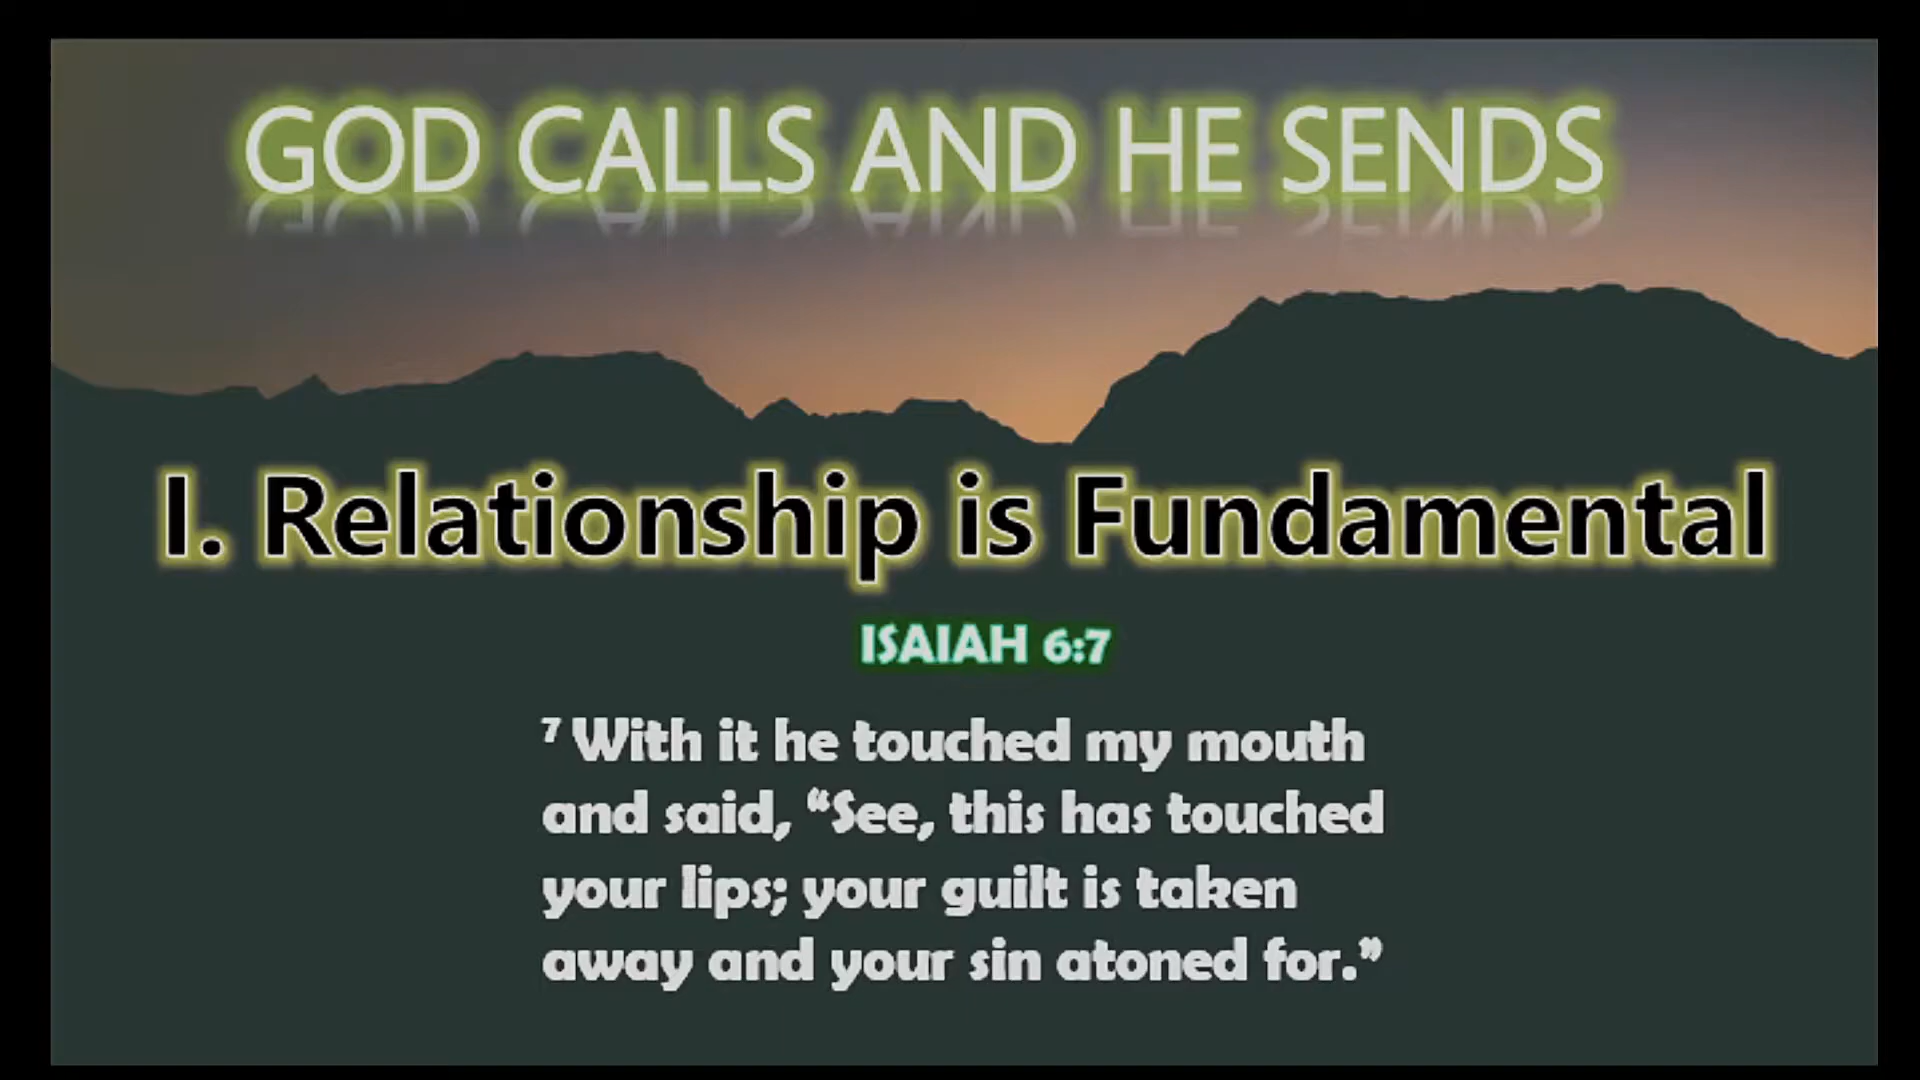 GOD CALLS AND HE SENDS
I. Relationship is Fundamental
ISAIAH 6:7
⁷ With it he touched my mouth
and said, “See, this has touched
your lips; your guilt is taken
away and your sin atoned for.”